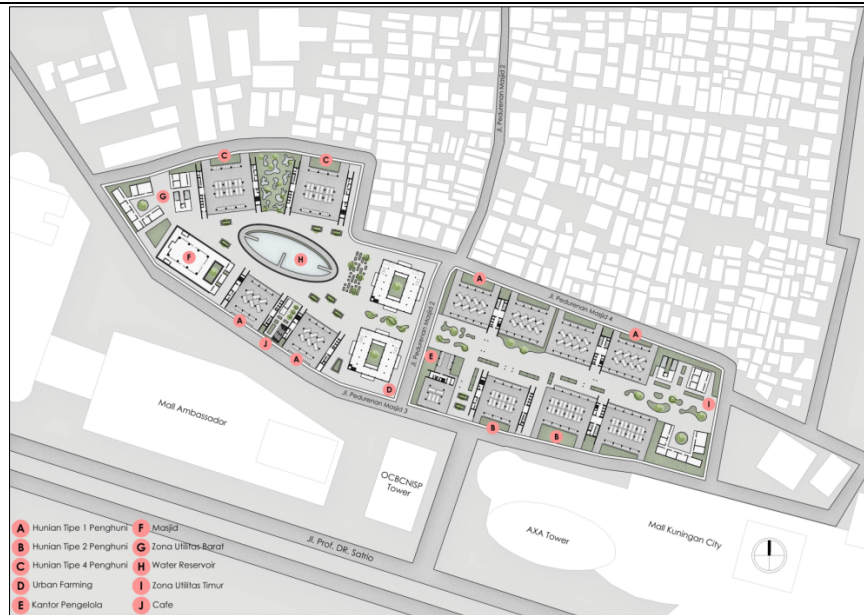 Jl. Pedurenan Masjid 2
C
C
G
F
H
A
J
A
D
Jl. Pedurenan Masjid 2
A
Jl. Pedurenan Masjid 4
A
E
B
B
I
Jl. Pedurenan Masjid 3
Mall Ambassador
OCBCNISP
Tower
Jl. Prof. DR. Satrio
AXA Tower
Mall Kuningan City
A Hunian Tipe 1 Penghuni
B Hunian Tipe 2 Penghuni
C Hunian Tipe 4 Penghuni
D Urban Farming
E Kantor Pengelola
F Masjid
G Zona Utilitas Barat
H Water Reservoir
I Zona Utilitas Timur
J Cafe